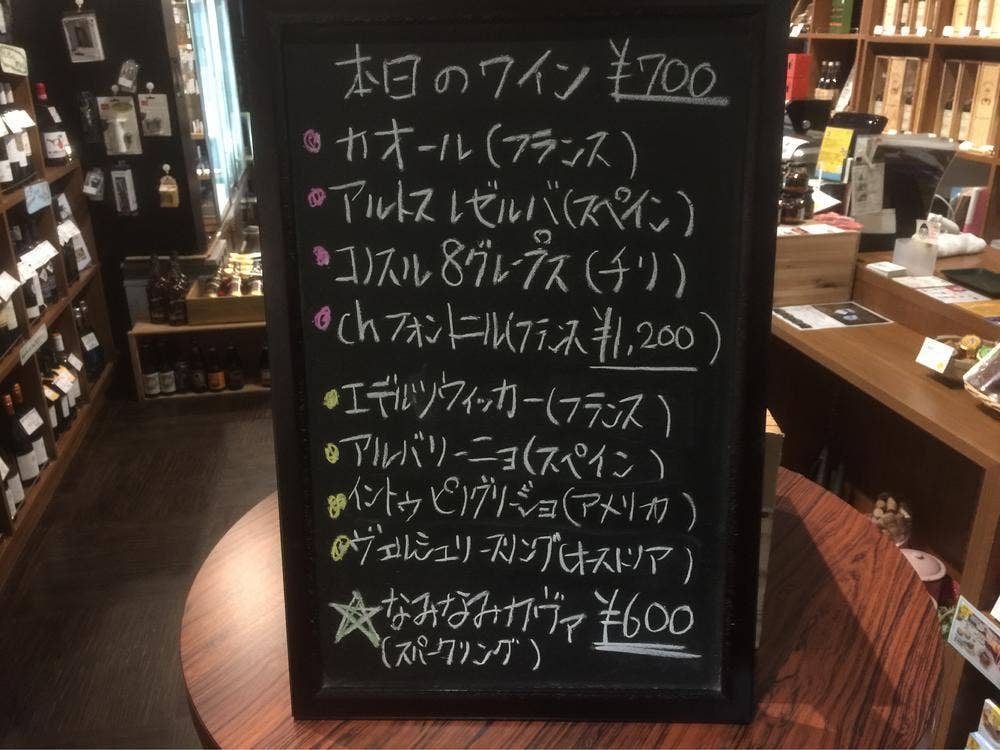 本日のワイン ¥700
カオール(フランス)
アルトス レゼルバ(スペイン)
コノスル 8グレープス(チリ)
Chフォントニル(フランス ¥1,200)
エデルツヴィッカー(フランス)
アルバリーニョ(スペイン)
イントゥ ピノグリージョ(アメリカ)
ヴェルシュリースリング(オーストリア)
☆なみなみカヴァ ¥600
(スパークリング)